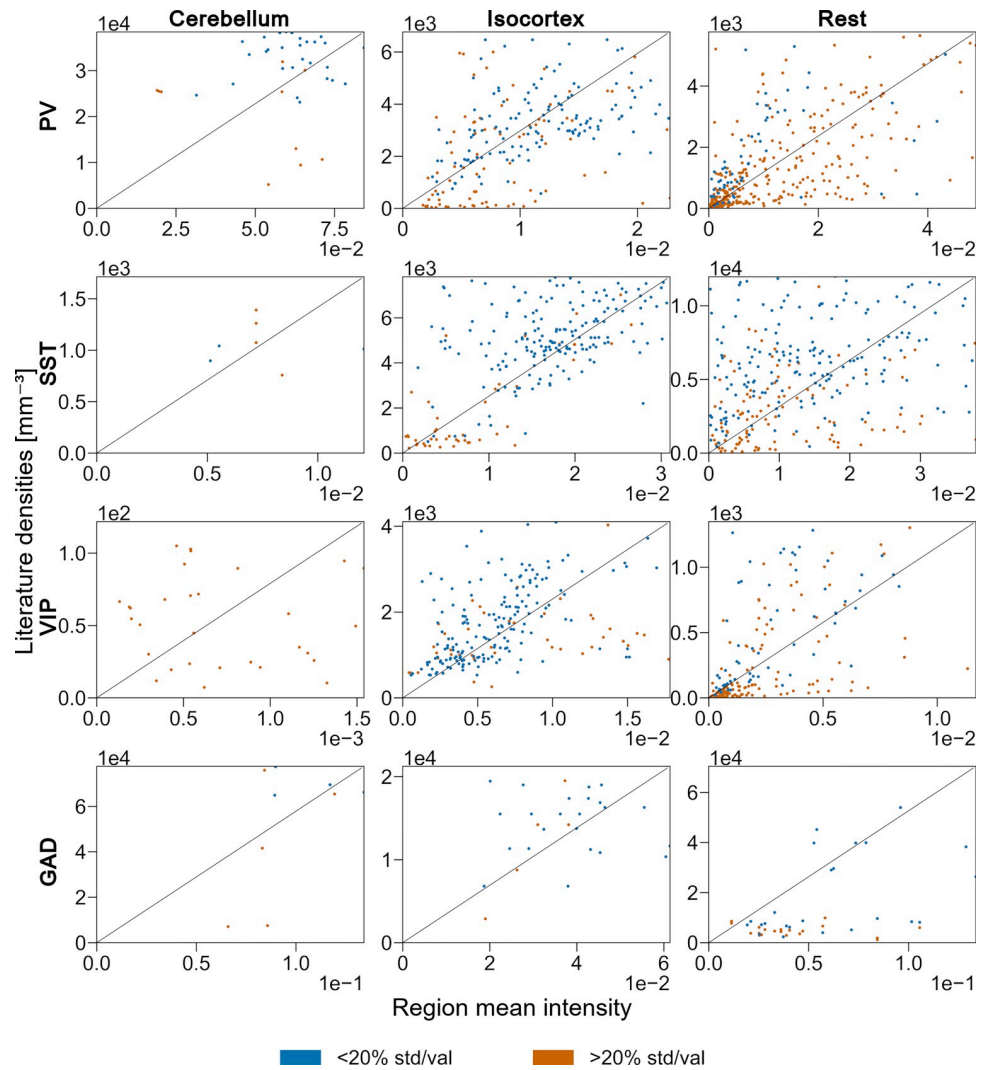 Cerebellum Isocortex Rest
1e4 1e3 1e3
PV
3 6
2 4 4
1 2 2
0 0 0
0.0 2.5 5.0 7.5 0 1 2 0 2 4
1e−2 1e−2 1e−2
1e3 1e3 1e4
SST
1.5 6 1.0
1.0 4
0.5 2 0.5
0.0 0 0.0
0.0 0.5 1.0 0 1 2 3 0 1 2 3
1e−2 1e−2 1e−2
Literature densities [mm⁻³]
1e2 1e3 1e3
VIP
1.0 4 1.0
0.5 2 0.5
0.0 0 0.0
0.0 0.5 1.0 1.5 0.0 0.5 1.0 1.5 0.0 0.5 1.0
1e−3 1e−2 1e−2
1e4 1e4 1e4
GAD
6 2 6
4 1 4
2 2
0 0 0
0.0 0.5 1.0 0 2 4 6 0.0 0.5 1.0
1e−1 1e−2 1e−1
Region mean intensity
<20% std/val >20% std/val